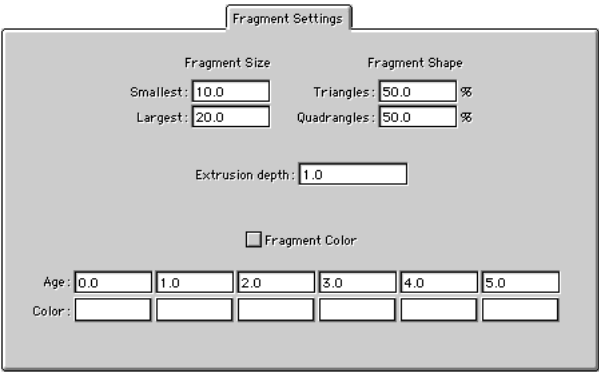 Fragment Settings
Fragment Size Fragment Shape
Smallest: 10.0 Triangles: 50.0 %
Largest: 20.0 Quadrangles: 50.0 %
Extrusion depth: 1.0
Fragment Color
Age: 0.0 1.0 2.0 3.0 4.0 5.0
Color: